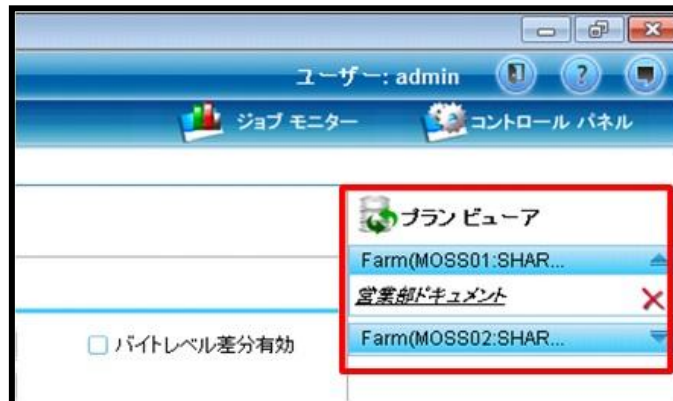 ユーザー: admin
ジョブ モニター コントロール パネル
プラン ビューア
Farm(MOSS01:SHAR...
営業部ドキュメント
バイトレベル差分有効 Farm(MOSS02:SHAR...